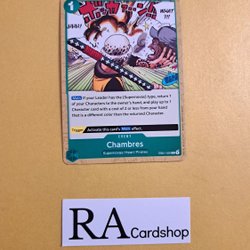 1
WHAT?!
Main If your Leader has the {Supernovas} type, return 1
of your Characters to the owner's hand, and play up to 1
Character card with a cost of 2 or less from your hand
that is a different color than the returned Character.
Trigger Activate this card's Main effect.
EVENT
Chambres
Supernovas/Heart Pirates
RA Cardshop